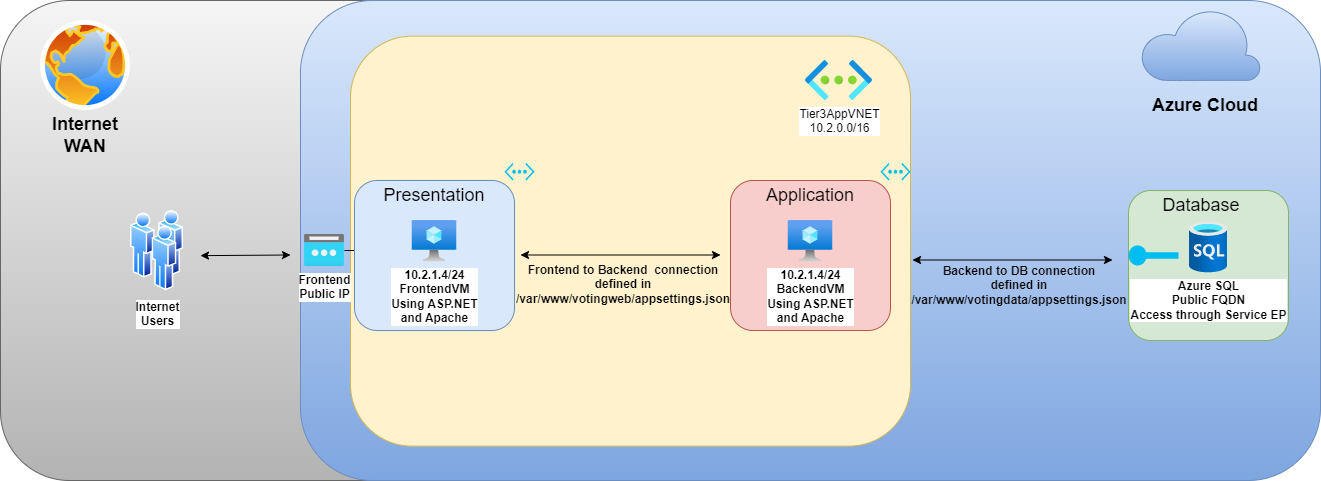 Internet
WAN
Azure Cloud
Tier3AppVNET
10.2.0.0/16
Presentation
10.2.1.4/24
FrontendVM
Using ASP.NET
and Apache
Frontend
Public IP
Internet
Users
Frontend to Backend connection
defined in
/var/www/votingweb/appsettings.json
Application
10.2.1.4/24
BackendVM
Using ASP.NET
and Apache
Backend to DB connection
defined in
/var/www/votingdata/appsettings.json
Database
SQL
Azure SQL
Public FQDN
Access through Service EP